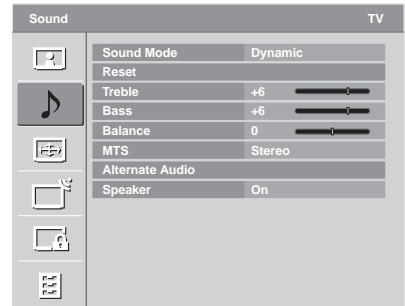 Sound TV
Sound Mode Dynamic
Reset
Treble +6
Bass +6
Balance 0
MTS Stereo
Alternate Audio
Speaker On